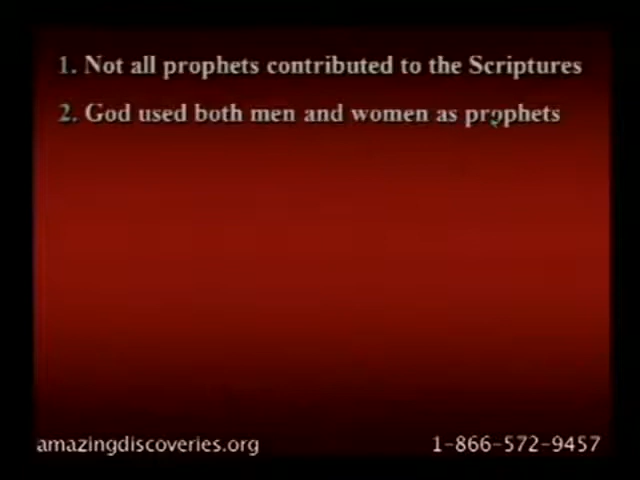 1. Not all prophets contributed to the Scriptures
2. God used both men and women as prophets
amazingdiscoveries.org
1-866-572-9457